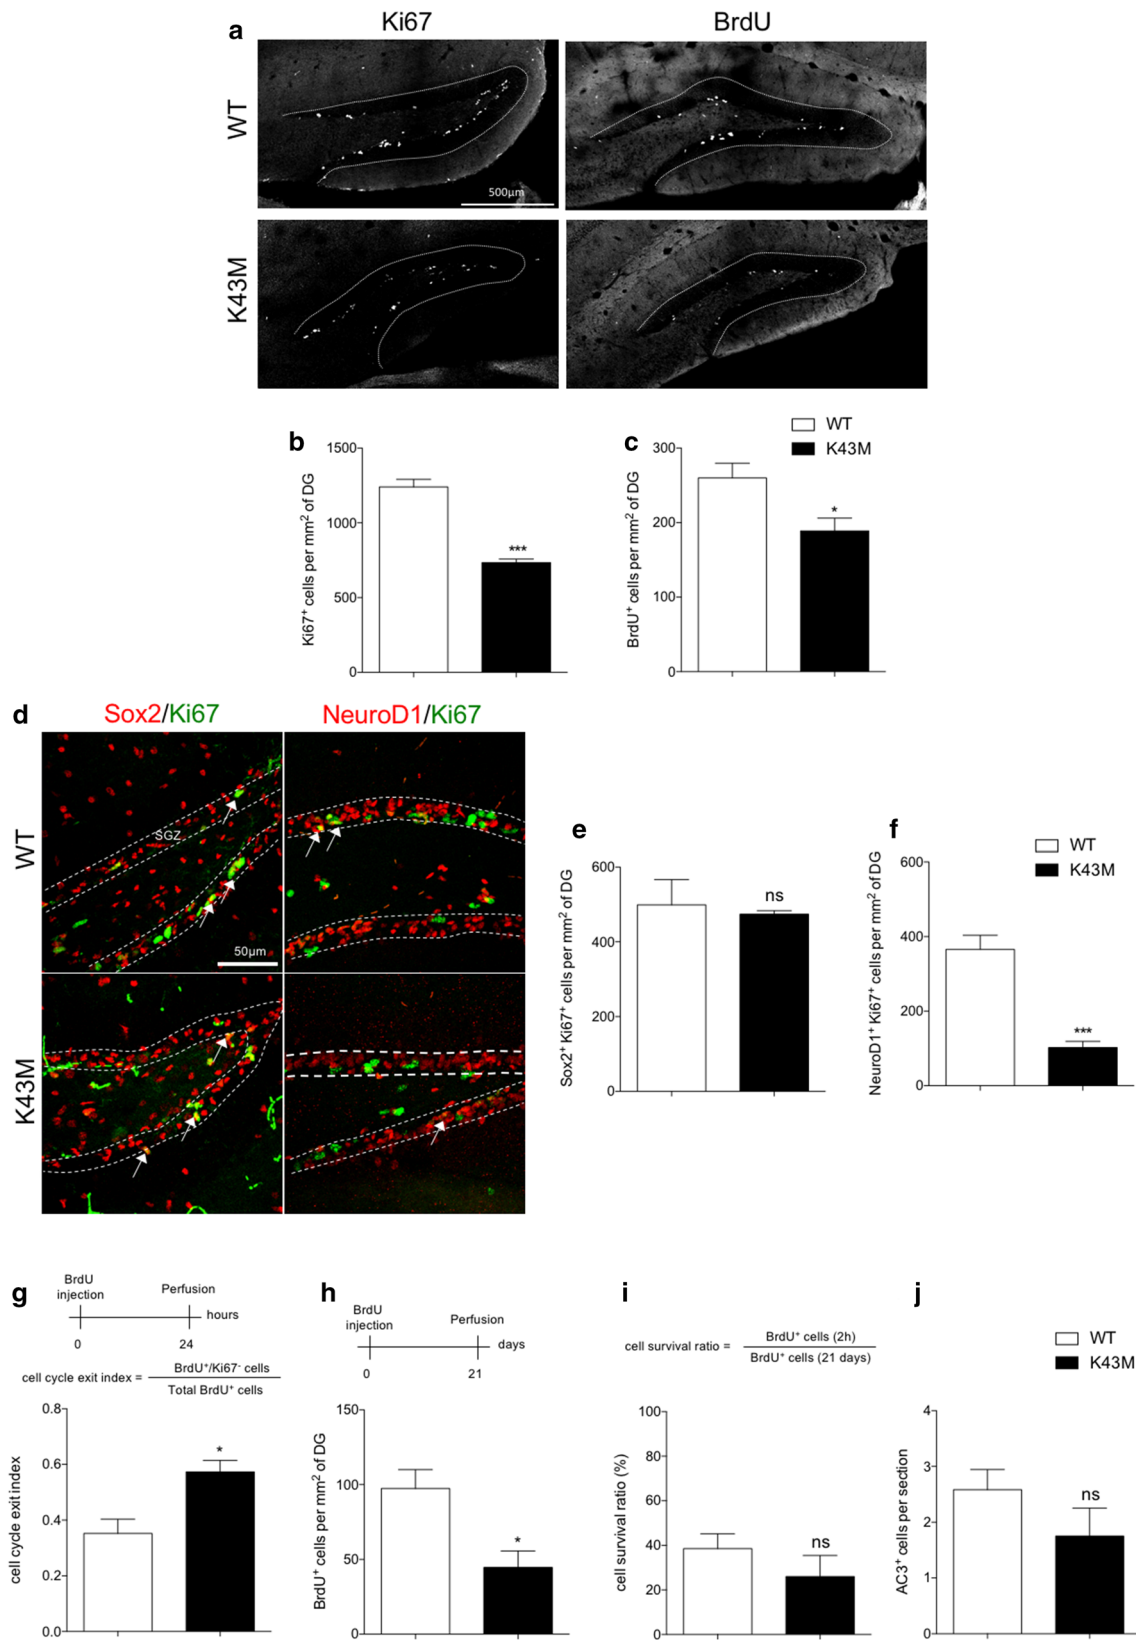 a
Ki67
BrdU
WT
500µm
K43M
b
1500
1000
500
0
Ki67⁺ cells per mm² of DG
***
c
WT
K43M
300
200
100
0
BrdU⁺ cells per mm² of DG
*
d
Sox2/Ki67
NeuroD1/Ki67
WT
SGZ
50µm
K43M
e
600
400
200
0
Sox2⁺ Ki67⁺ cells per mm² of DG
ns
f
WT
K43M
600
400
200
0
NeuroD1⁺ Ki67⁺ cells per mm² of DG
***
g
BrdU
injection
Perfusion
hours
0
24
cell cycle exit index =
BrdU⁺/Ki67⁻ cells
Total BrdU⁺ cells
0.8
0.6
0.4
0.2
0.0
cell cycle exit index
*
h
BrdU
injection
Perfusion
days
0
21
150
100
50
0
BrdU⁺ cells per mm² of DG
*
i
cell survival ratio =
BrdU⁺ cells (2h)
BrdU⁺ cells (21 days)
100
80
60
40
20
0
cell survival ratio (%)
ns
j
WT
K43M
4
3
2
1
0
AC3⁺ cells per section
ns